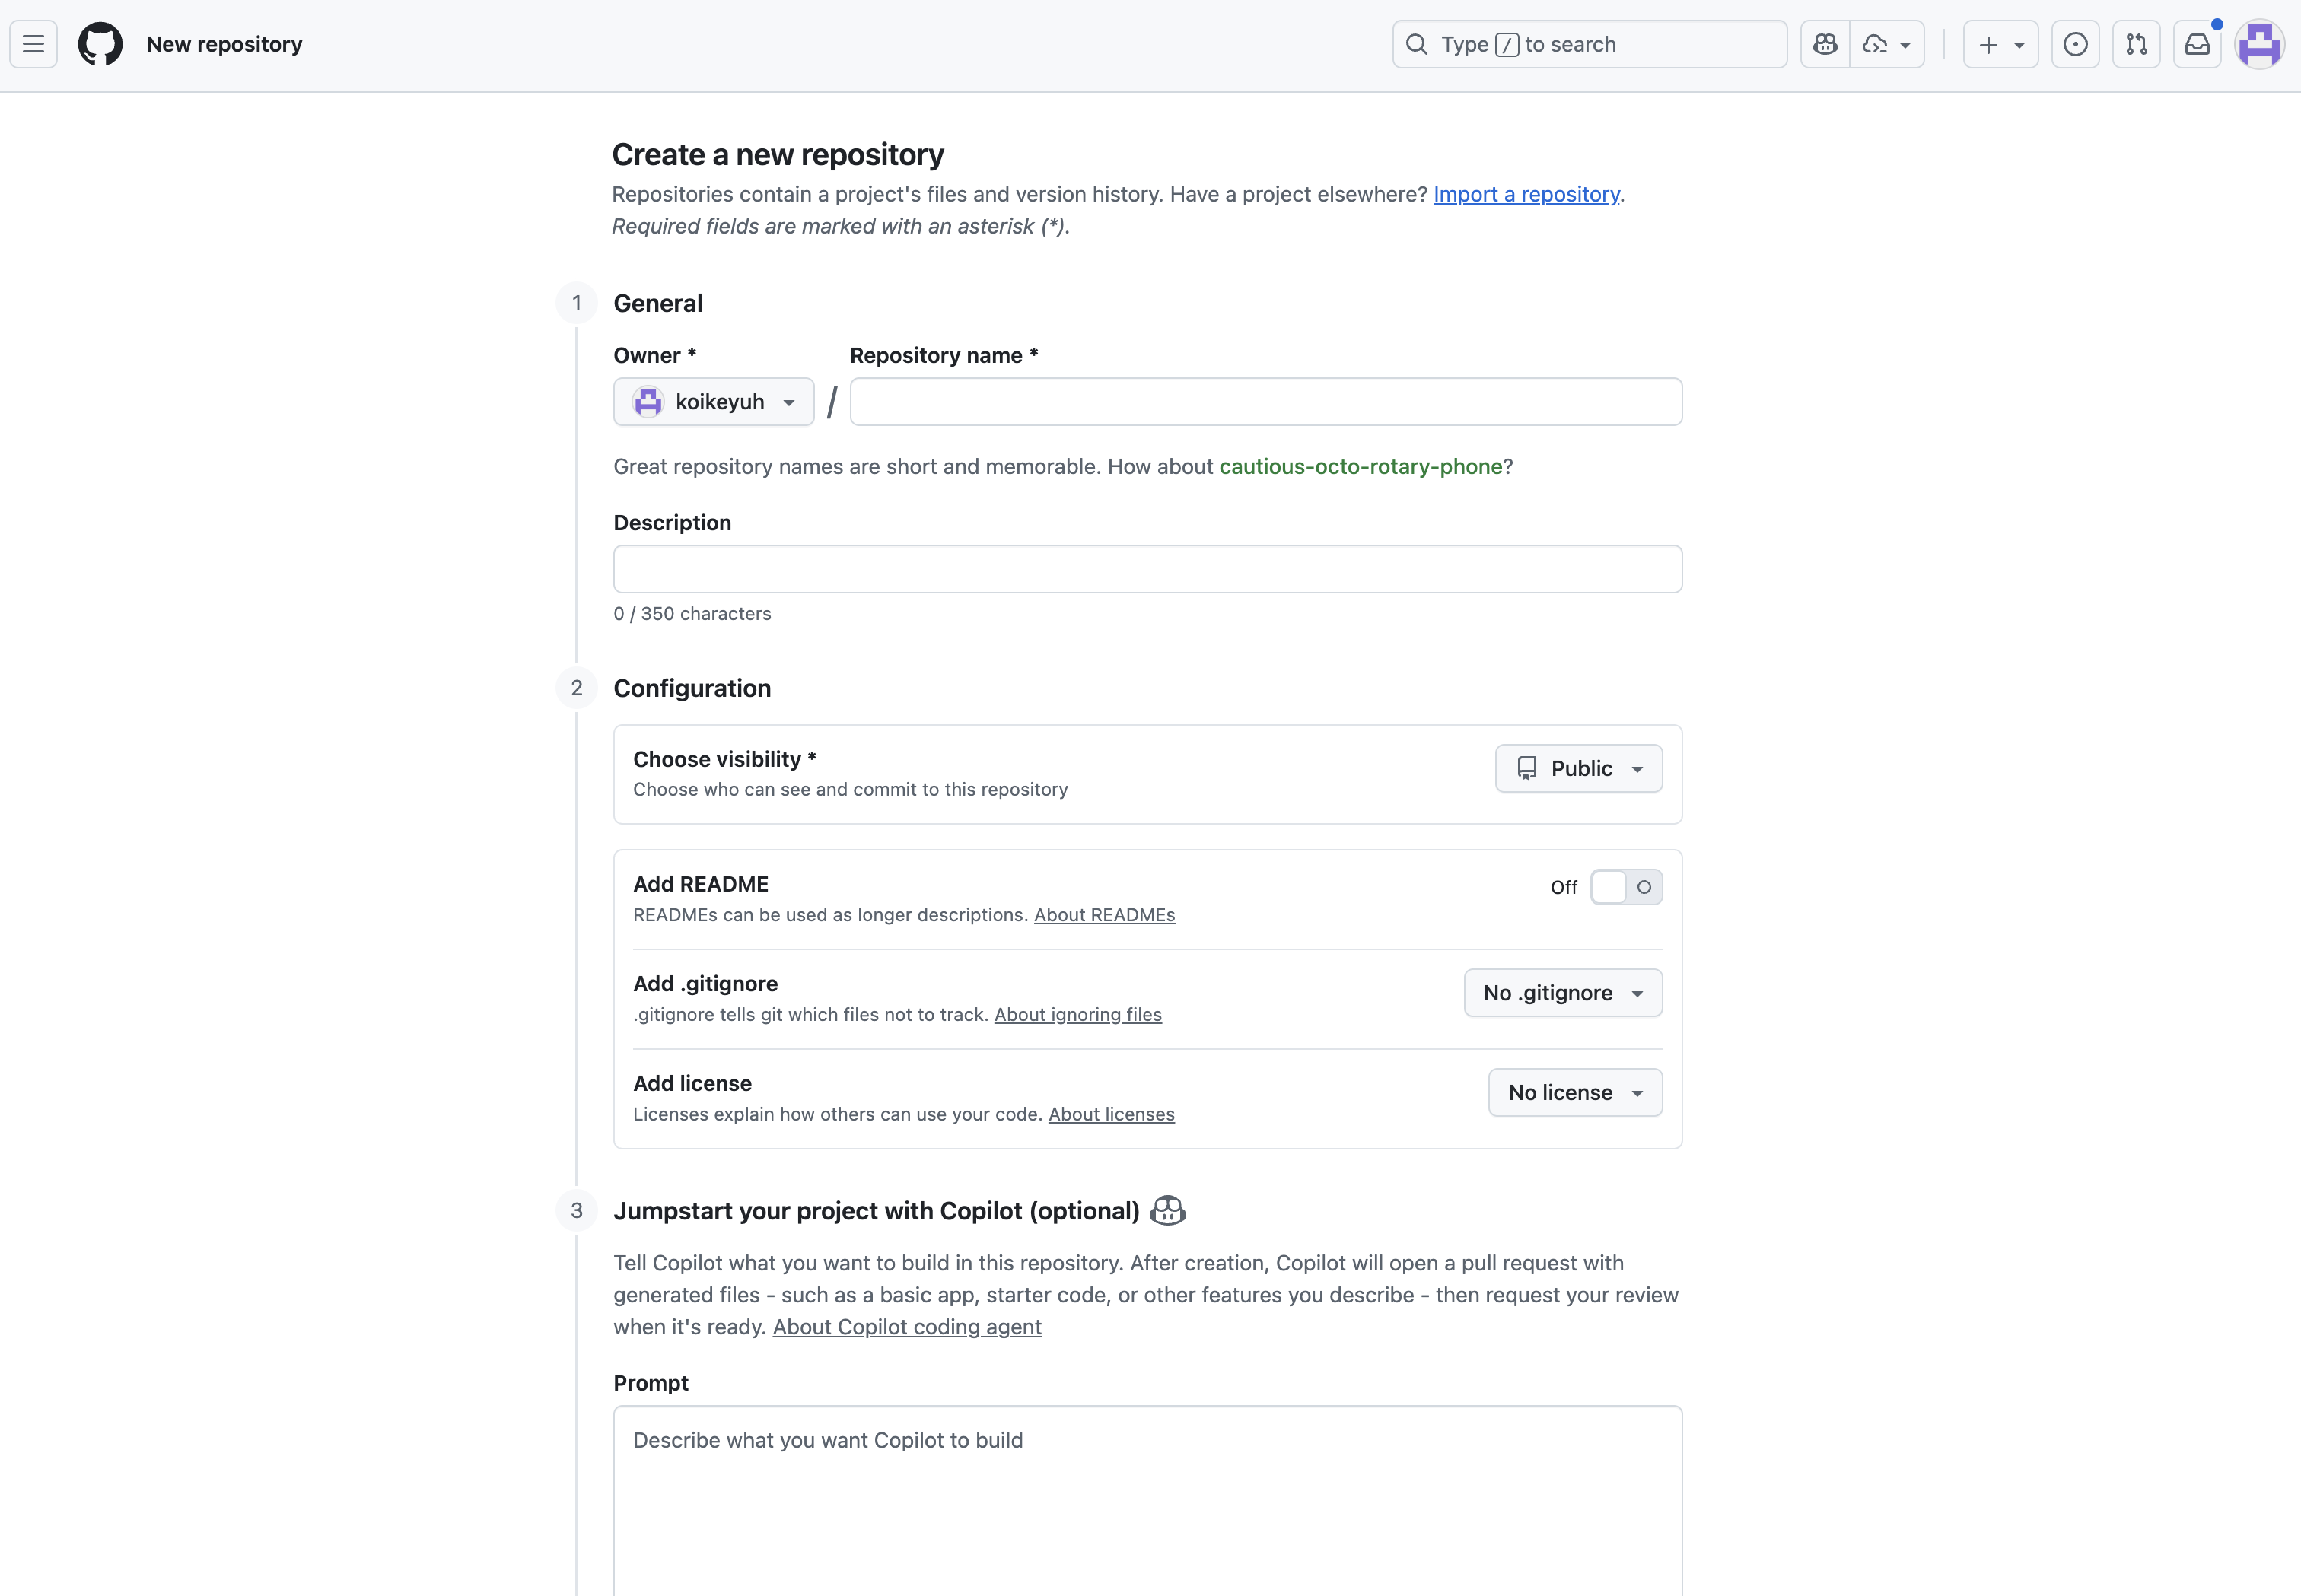 New repository
Type / to search
Create a new repository
Repositories contain a project's files and version history. Have a project elsewhere? Import a repository.
Required fields are marked with an asterisk (*).
1 General
Owner * Repository name *
koikeyuh /
Great repository names are short and memorable. How about cautious-octo-rotary-phone?
Description
0 / 350 characters
2 Configuration
Choose visibility *
Choose who can see and commit to this repository
Public
Add README
READMEs can be used as longer descriptions. About READMEs
Off
Add .gitignore
.gitignore tells git which files not to track. About ignoring files
No .gitignore
Add license
Licenses explain how others can use your code. About licenses
No license
3 Jumpstart your project with Copilot (optional)
Tell Copilot what you want to build in this repository. After creation, Copilot will open a pull request with
generated files - such as a basic app, starter code, or other features you describe - then request your review
when it's ready. About Copilot coding agent
Prompt
Describe what you want Copilot to build